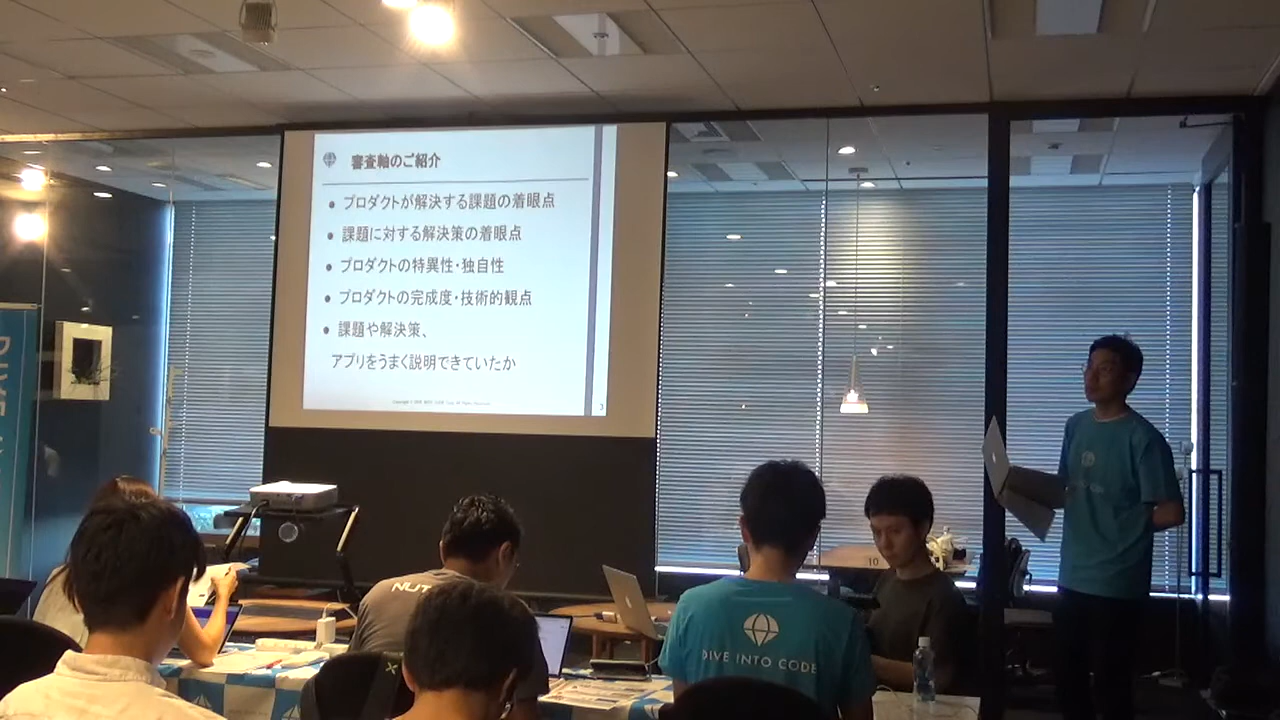 審査軸のご紹介
• プロダクトが解決する課題の着眼点
• 課題に対する解決策の着眼点
• プロダクトの特異性・独自性
• プロダクトの完成度・技術的観点
• 課題や解決策、
アプリをうまく説明できていたか
3
DIVE
10
NUT
DIVE INTO CODE